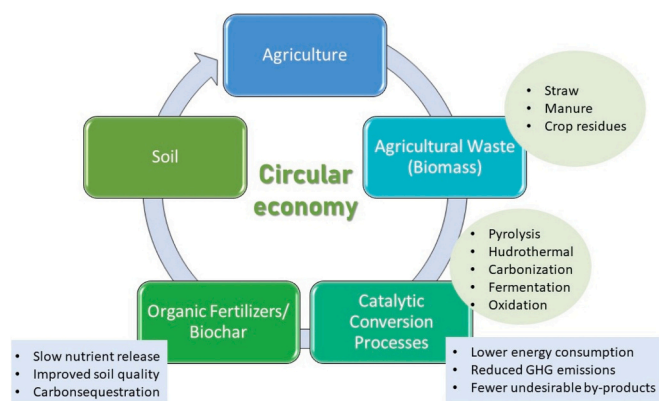 Agriculture
• Straw
• Manure
• Crop residues
Agricultural Waste
(Biomass)
• Pyrolysis
• Hudrothermal
• Carbonization
• Fermentation
• Oxidation
Catalytic
Conversion
Processes
• Lower energy consumption
• Reduced GHG emissions
• Fewer undesirable by-products
Organic Fertilizers/
Biochar
• Slow nutrient release
• Improved soil quality
• Carbonsequestration
Soil
Circular
economy